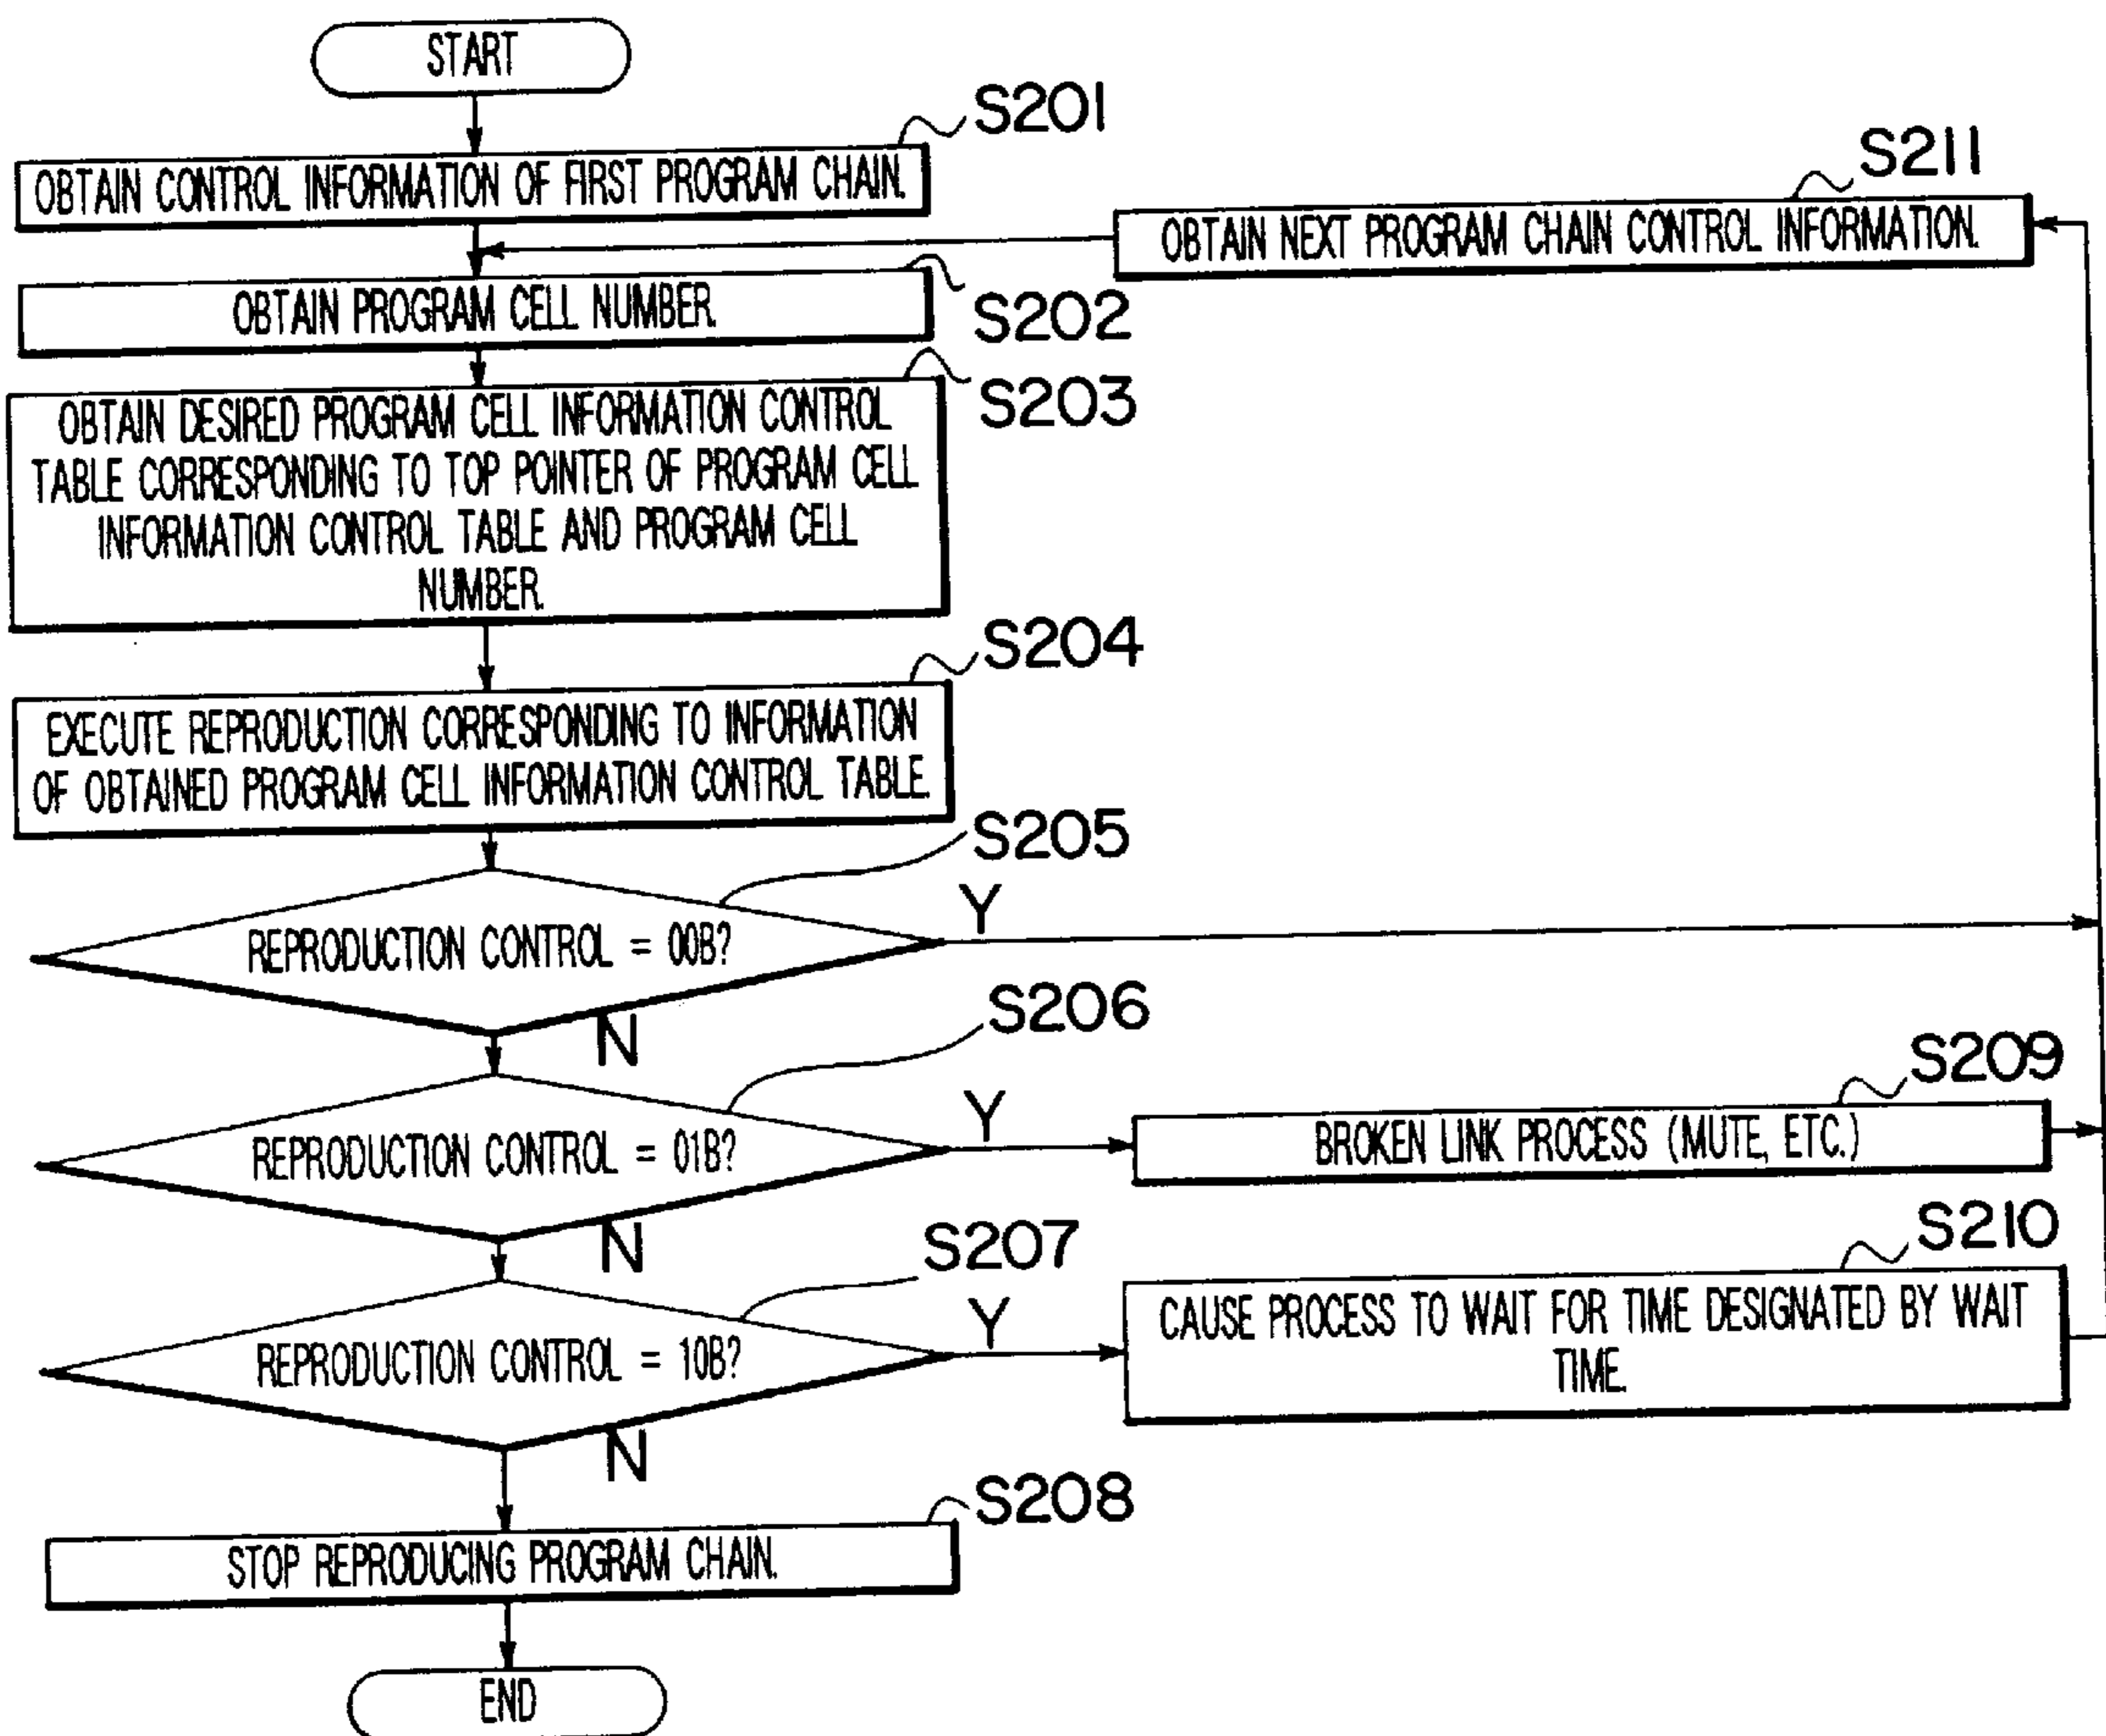 START
S201
OBTAIN CONTROL INFORMATION OF FIRST PROGRAM CHAIN.
S211
OBTAIN NEXT PROGRAM CHAIN CONTROL INFORMATION.
OBTAIN PROGRAM CELL NUMBER.
S202
S203
OBTAIN DESIRED PROGRAM CELL INFORMATION CONTROL
TABLE CORRESPONDING TO TOP POINTER OF PROGRAM CELL
INFORMATION CONTROL TABLE AND PROGRAM CELL
NUMBER.
S204
EXECUTE REPRODUCTION CORRESPONDING TO INFORMATION
OF OBTAINED PROGRAM CELL INFORMATION CONTROL TABLE.
S205
REPRODUCTION CONTROL = 00B?
Y
N
S206
REPRODUCTION CONTROL = 01B?
Y
N
S209
BROKEN LINK PROCESS (MUTE, ETC.)
S207
REPRODUCTION CONTROL = 10B?
Y
N
S210
CAUSE PROCESS TO WAIT FOR TIME DESIGNATED BY WAIT
TIME.
S208
STOP REPRODUCING PROGRAM CHAIN.
END